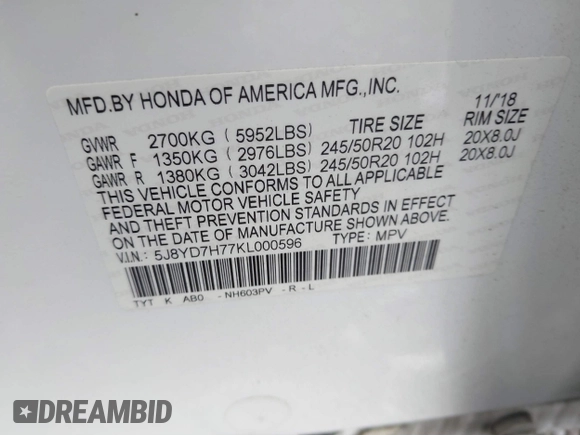 MFD.BY HONDA OF AMERICA MFG.,INC.
11/'18
GVWR 2700KG (5952LBS) TIRE SIZE RIM SIZE
GAWR F 1350KG (2976LBS) 245/50R20 102H 20X8.0J
GAWR R 1380KG (3042LBS) 245/50R20 102H 20X8.0J
THIS VEHICLE CONFORMS TO ALL APPLICABLE
FEDERAL MOTOR VEHICLE SAFETY
AND THEFT PREVENTION STANDARDS IN EFFECT
ON THE DATE OF MANUFACTURE SHOWN ABOVE.
V.I.N.: 5J8YD7H77KL000596 TYPE: MPV
TYT K AB0 -NH603PV -R-L
DREAMBID